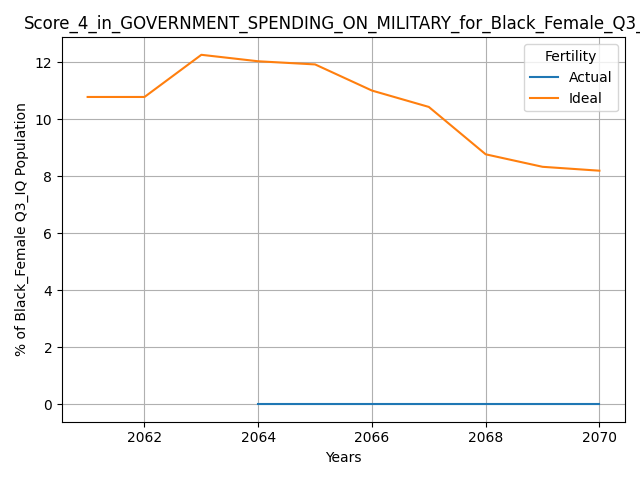 Score_4_in_GOVERNMENT_SPENDING_ON_MILITARY_for_Black_Female_Q3_
Fertility
Actual
Ideal
12
10
8
6
4
2
0
% of Black_Female Q3_IQ Population
2062
2064
2066
2068
2070
Years